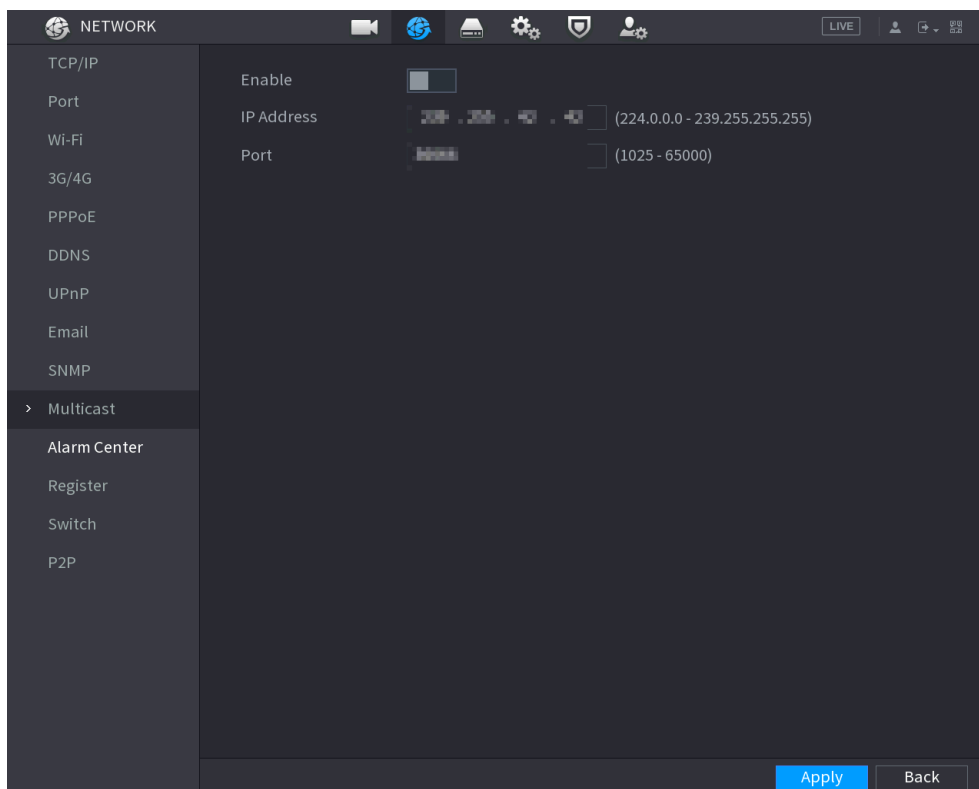 NETWORK LIVE
TCP/IP
Port
Wi-Fi
3G/4G
PPPoE
DDNS
UPnP
Email
SNMP
Multicast
Alarm Center
Register
Switch
P2P
Enable
IP Address (224.0.0.0 - 239.255.255.255)
Port (1025 - 65000)
Apply Back